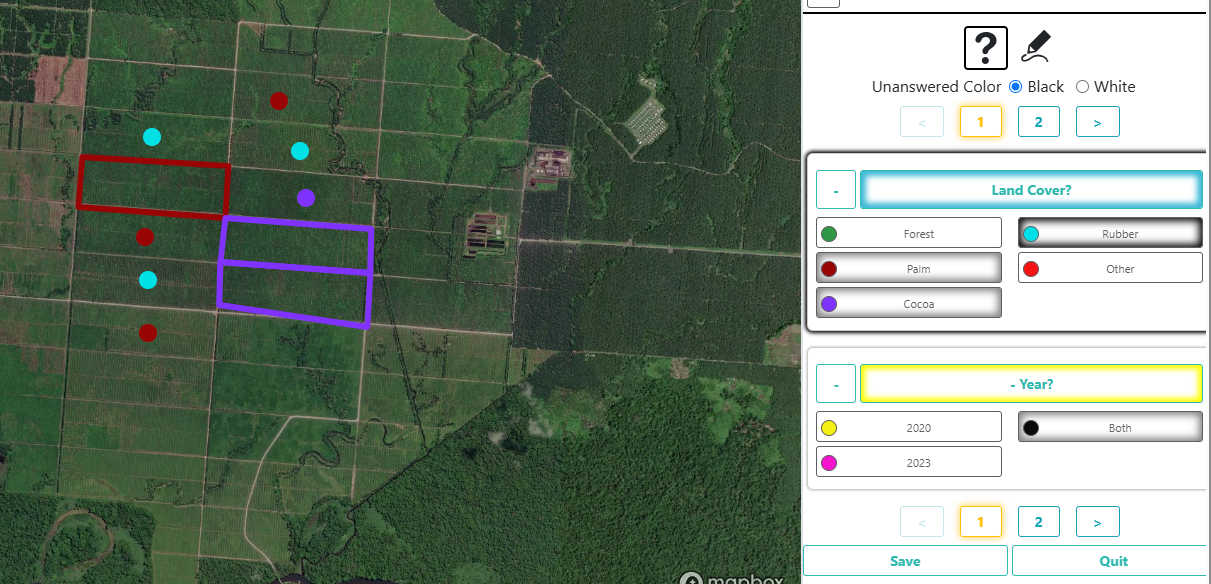 ?
Unanswered Color Black White
< 1 2 >
- Land Cover?
Forest Rubber
Palm Other
Cocoa
- - Year?
2020 Both
2023
< 1 2 >
Save Quit
mapbox